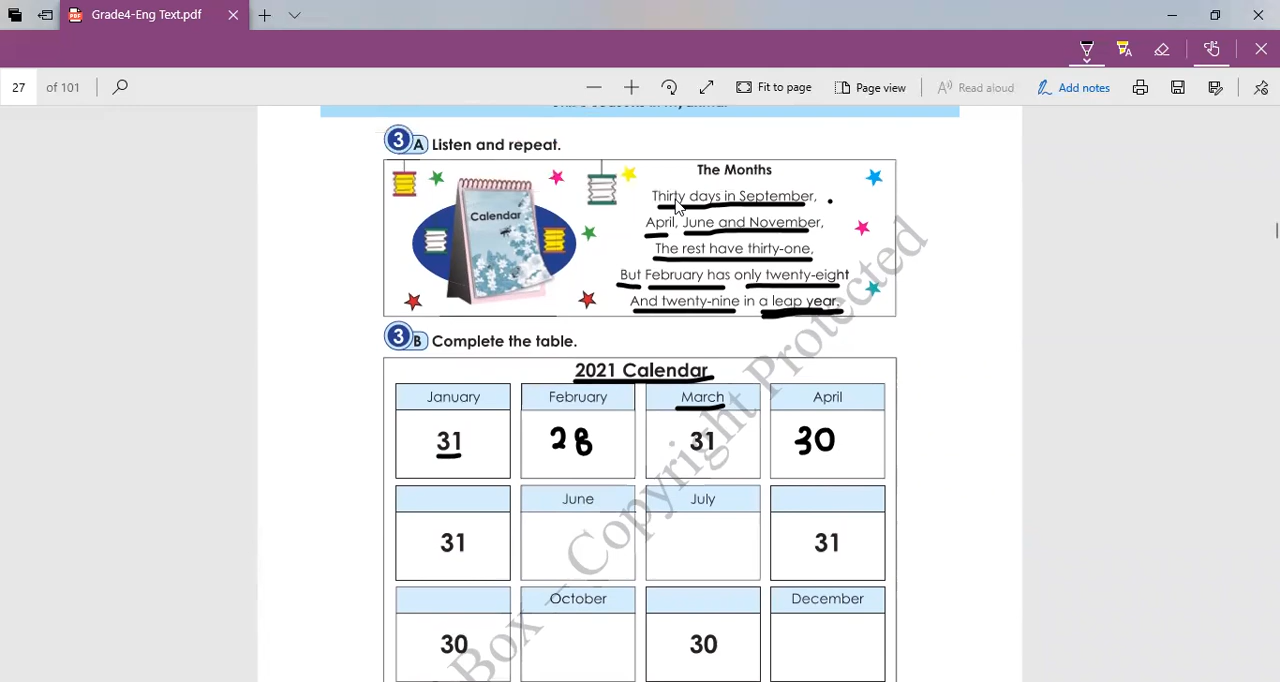 Grade4-Eng Text.pdf
27 of 101
Fit to page
Page view
Read aloud
Add notes
3 A Listen and repeat.
Calendar
The Months
Thirty days in September,
April, June and November,
The rest have thirty-one,
But February has only twenty-eight
And twenty-nine in a leap year.
3 B Complete the table.
2021 Calendar
January February March April
31 28 31 30
June July
31 31
October December
30 30
Box – Copyright Protected